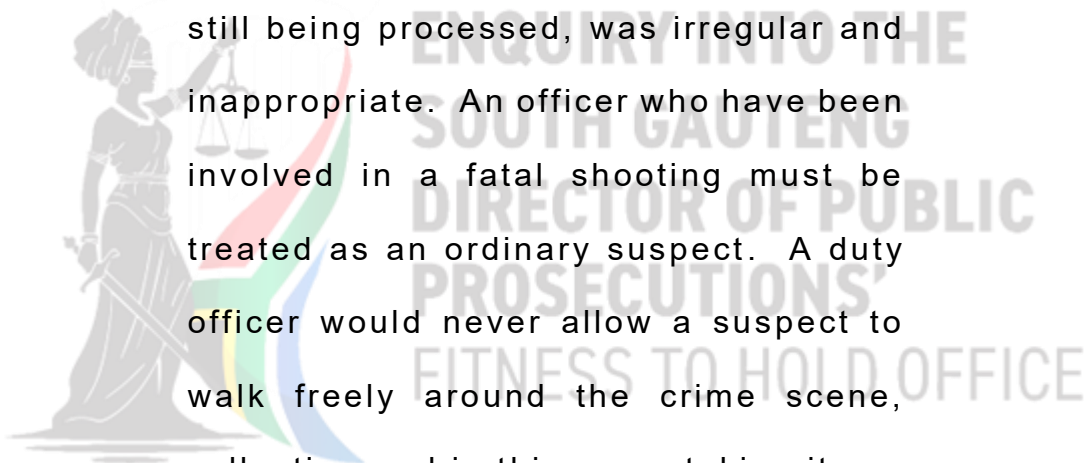 still being processed, was irregular and
inappropriate. An officer who have been
involved in a fatal shooting must be
treated as an ordinary suspect. A duty
officer would never allow a suspect to
walk freely around the crime scene,
ENQUIRY INTO THE
SOUTH GAUTENG
DIRECTOR OF PUBLIC
PROSECUTIONS'
FITNESS TO HOLD OFFICE